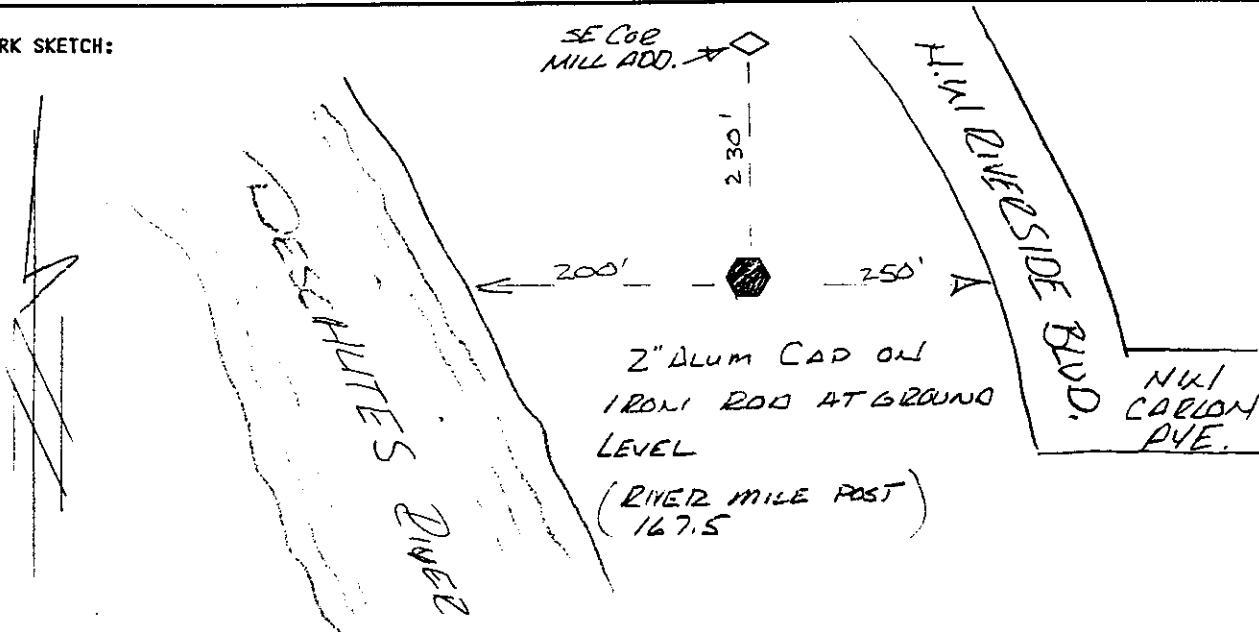 RK SKETCH:
SE COR
MILL ADD.
230'
N.W RIVERSIDE BLVD.
200'
250'
DESCHUTES RIVER
2" ALUM CAP ON
IRON ROD AT GROUND
LEVEL
(RIVER MILE POST
167.5)
NW
CARLON
AVE.